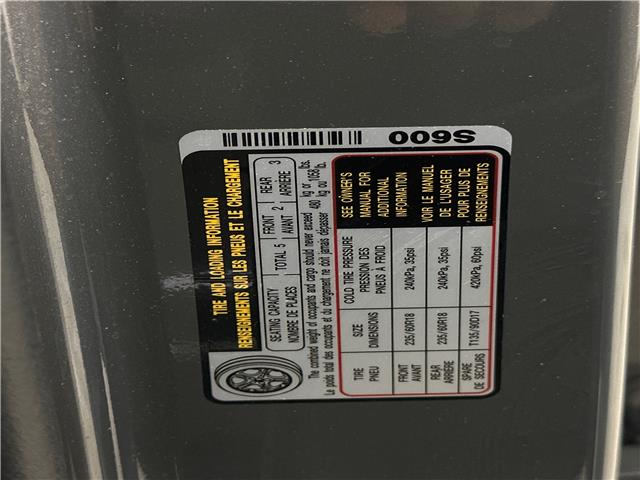 TIRE AND LOADING INFORMATION
RENSEIGNEMENTS SUR LES PNEUS ET LE CHARGEMENT
SEATING CAPACITY TOTAL 5 FRONT 2 REAR 3
NOMBRE DE PLACES AVANT ARRIÈRE
The combined weight of occupants and cargo should never exceed 480 kg or 1058 lbs.
Le poids total des occupants et du chargement ne doit jamais dépasser kg ou lb.
TIRE SIZE COLD TIRE PRESSURE SEE OWNER'S
PNEU DIMENSIONS PRESSION DES MANUAL FOR
PNEUS À FROID ADDITIONAL
FRONT 235/60R18 240kPa, 35psi INFORMATION
AVANT
REAR 235/60R18 240kPa, 35psi VOIR LE MANUEL
ARRIÈRE DE L'USAGER
SPARE T135/90D17 420kPa, 60psi POUR PLUS DE
DE SECOURS RENSEIGNEMENTS
S600